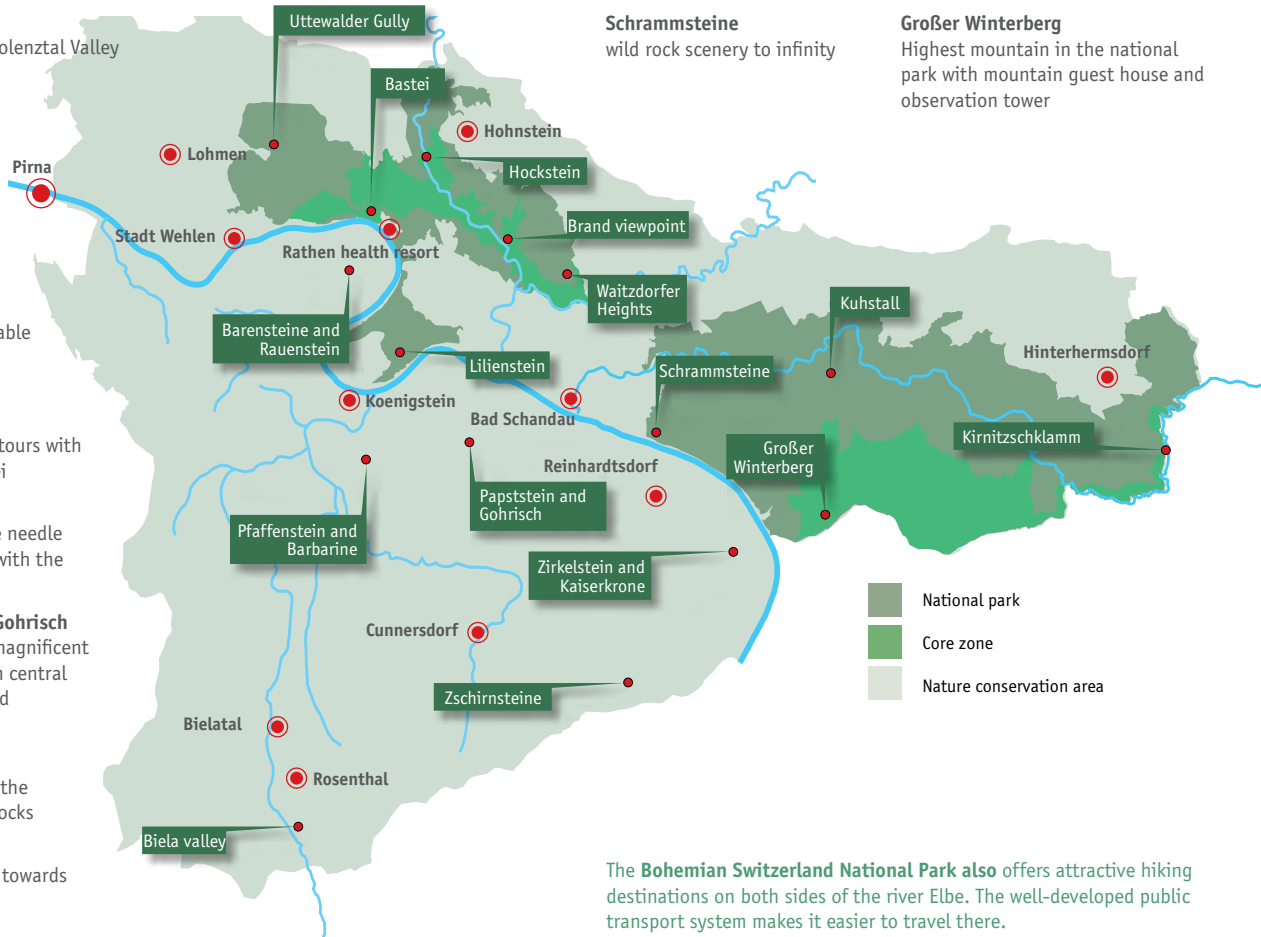 olenztal Valley
Schrammsteine
wild rock scenery to infinity
Großer Winterberg
Highest mountain in the national
park with mountain guest house and
observation tower
Uttewalder Gully
Bastei
Hohnstein
Lohmen
Pirna
Hockstein
Stadt Wehlen
Brand viewpoint
Rathen health resort
Waitzdorfer
Heights
Kuhstall
Barensteine and
Rauenstein
Lilienstein
Schrammsteine
Hinterhermsdorf
Koenigstein
Bad Schandau
Kirnitzschklamm
Großer
Winterberg
Reinhardtsdorf
Papststein and
Gohrisch
Pfaffenstein and
Barbarine
Zirkelstein and
Kaiserkrone
Cunnersdorf
Zschirnsteine
Bielatal
Rosenthal
Biela valley
able
tours with
needle
with the
Gohrisch
magnificent
central
the
ocks
towards
National park
Core zone
Nature conservation area
The Bohemian Switzerland National Park also offers attractive hiking
destinations on both sides of the river Elbe. The well-developed public
transport system makes it easier to travel there.